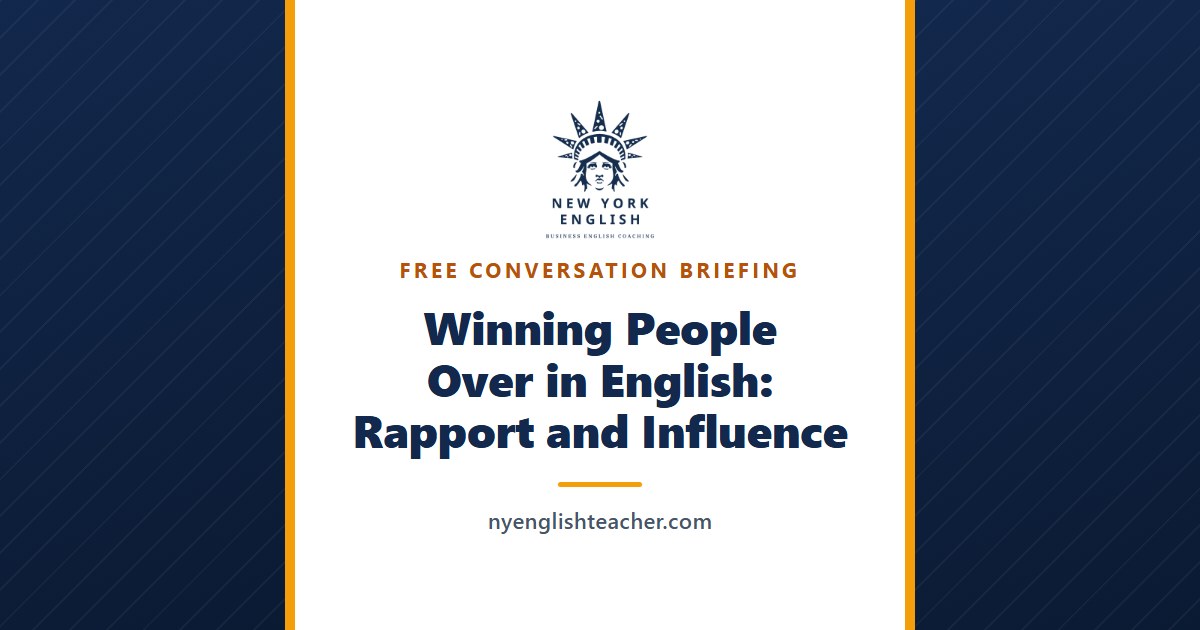 NEW YORK
ENGLISH
BUSINESS ENGLISH COACHING
FREE CONVERSATION BRIEFING
Winning People
Over in English:
Rapport and Influence
nyenglishteacher.com